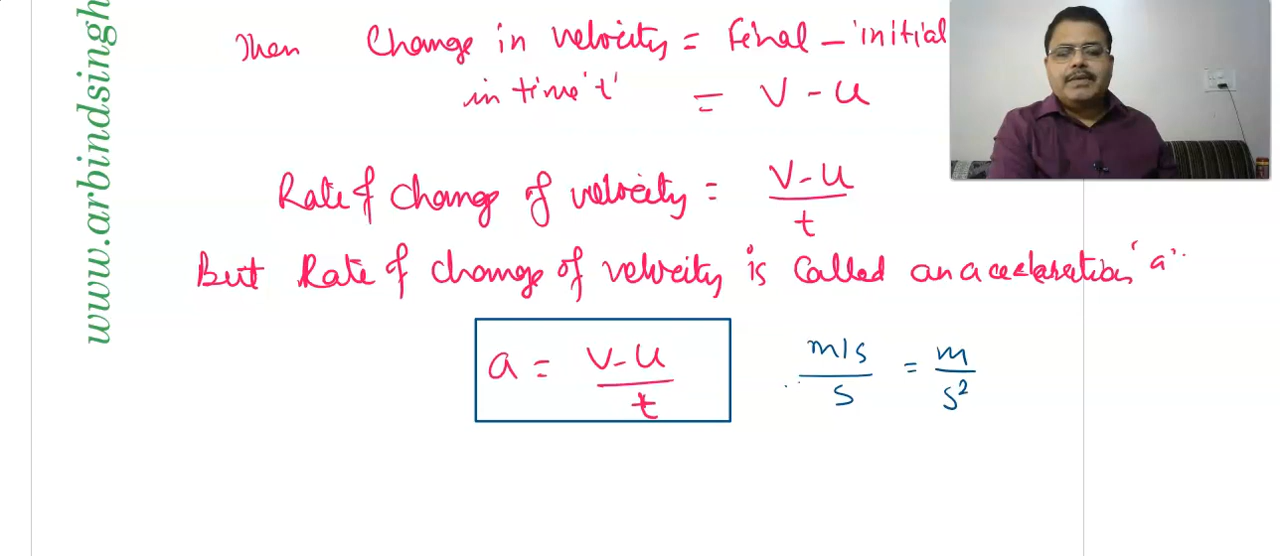 www.arbindsingh
Then Change in velocity = Final - initial
in time 't' = V - u
Rate of change of velocity = V-u / t
But Rate of change of velocity is called an acceleration 'a'.
a = V-u / t
m/s / s = m / s²